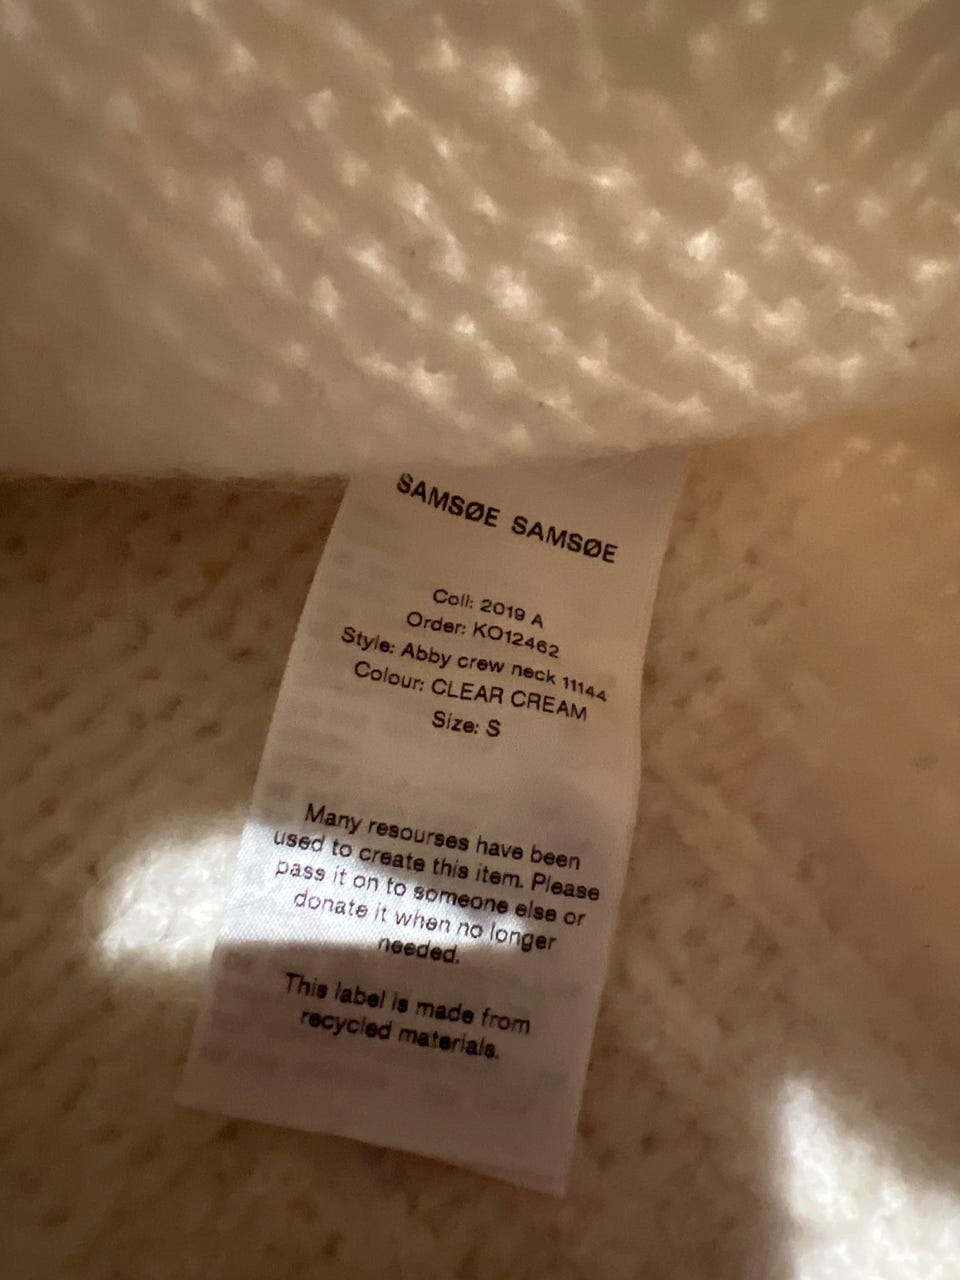 SAMSØE SAMSØE
Coll: 2019 A
Order: KO12462
Style: Abby crew neck 11144
Colour: CLEAR CREAM
Size: S
Many resourses have been
used to create this item. Please
pass it on to someone else or
donate it when no longer
needed.
This label is made from
recycled materials.